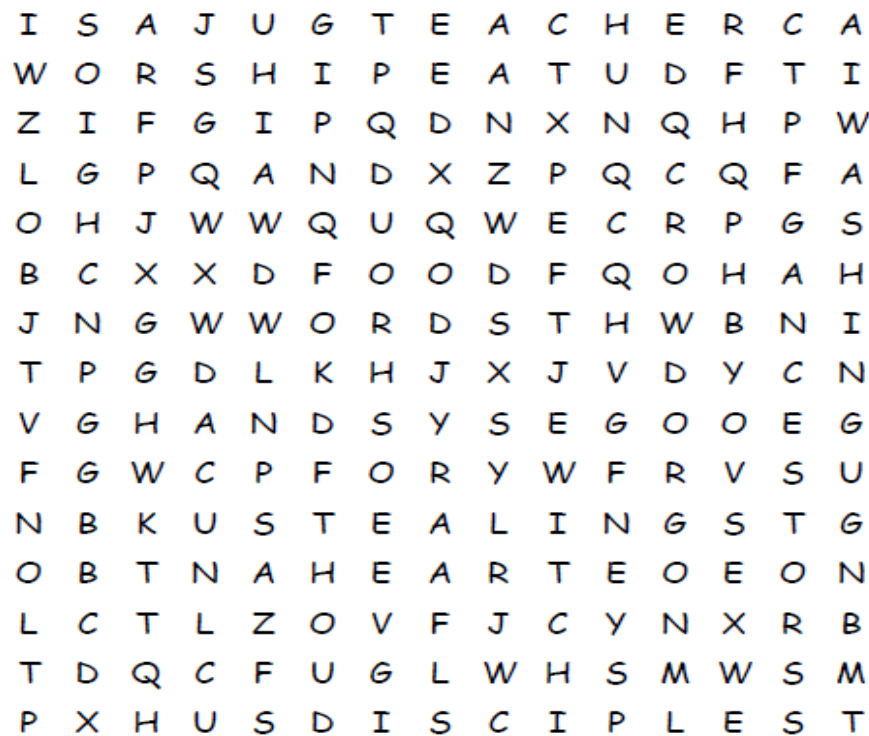 I S A J U G T E A C H E R C A
W O R S H I P E A T U D F T I
Z I F G I P Q D N X N Q H P W
L G P Q A N D X Z P Q C Q F A
O H J W W Q U Q W E C R P G S
B C X X D F O O D F Q O H A H
J N G W W O R D S T H W B N I
T P G D L K H J X J V D Y C N
V G H A N D S Y S E G O O E G
F G W C P F O R Y W F R V S U
N B K U S T E A L I N G S T G
O B T N A H E A R T E O E O N
L C T L Z O V F J C Y N X R B
T D Q C F U G L W H S M W S M
P X H U S D I S C I P L E S T